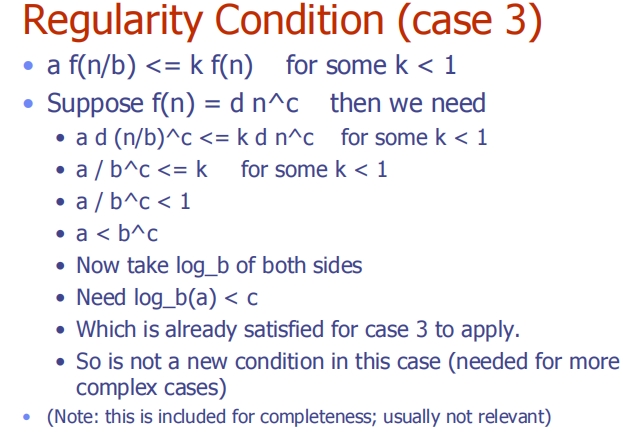 Regularity Condition (case 3)
• a f(n/b) <= k f(n)    for some k < 1
• Suppose f(n) = d n^c    then we need
• a d (n/b)^c <= k d n^c    for some k < 1
• a / b^c <= k    for some k < 1
• a / b^c < 1
• a < b^c
• Now take log_b of both sides
• Need log_b(a) < c
• Which is already satisfied for case 3 to apply.
• So is not a new condition in this case (needed for more
complex cases)
• (Note: this is included for completeness; usually not relevant)